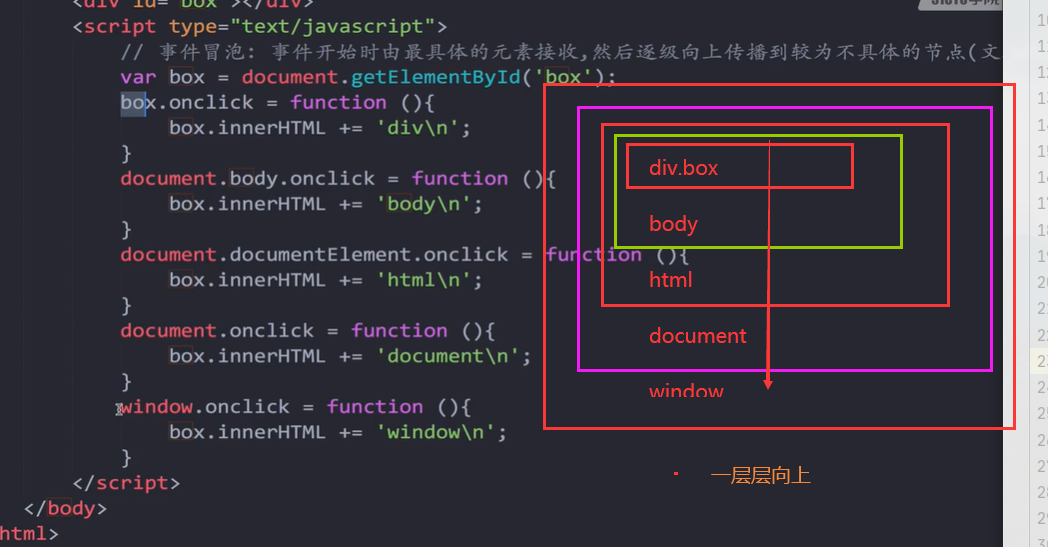 <div id="box"></div>
<script type="text/javascript">
// 事件冒泡: 事件开始时由最具体的元素接收,然后逐级向上传播到较为不具体的节点(文
var box = document.getElementById('box');
box.onclick = function (){
box.innerHTML += 'div\n';
}
document.body.onclick = function (){
box.innerHTML += 'body\n';
}
document.documentElement.onclick = function (){
box.innerHTML += 'html\n';
}
document.onclick = function (){
box.innerHTML += 'document\n';
}
window.onclick = function (){
box.innerHTML += 'window\n';
}
</script>
</body>
html>
div.box
body
html
document
window
一层层向上